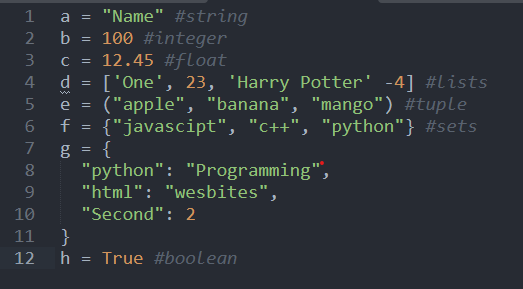 1 a = "Name" #string
2 b = 100 #integer
3 c = 12.45 #float
4 d = ['One', 23, 'Harry Potter' -4] #lists
5 e = ("apple", "banana", "mango") #tuple
6 f = {"javascipt", "c++", "python"} #sets
7 g = {
8 "python": "Programming",
9 "html": "wesbites",
10 "Second": 2
11 }
12 h = True #boolean